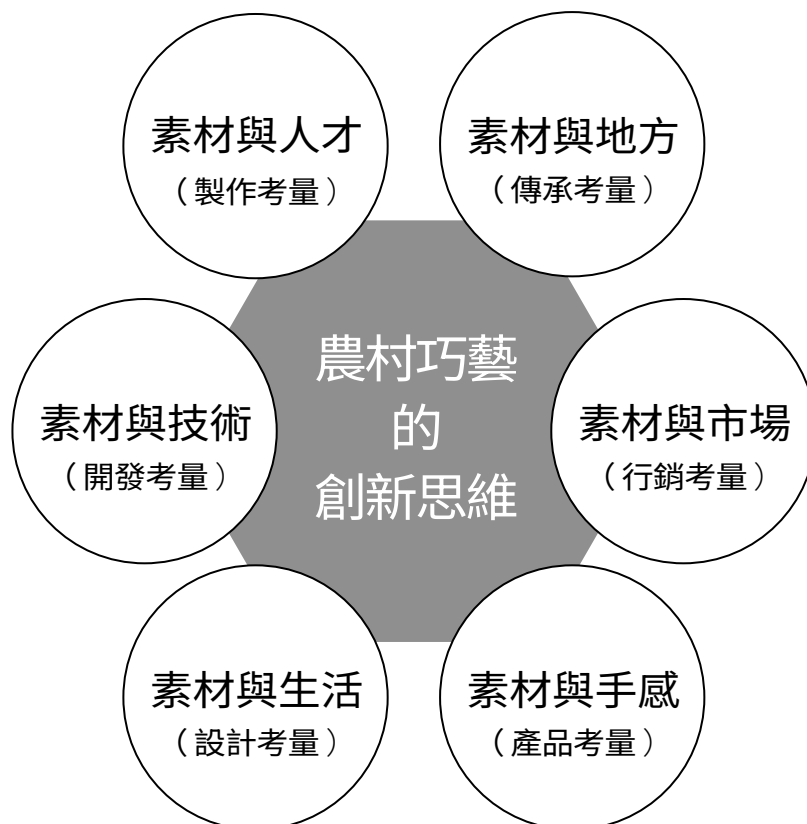 素材與人才
（製作考量）
素材與地方
（傳承考量）
素材與技術
（開發考量）
農村巧藝
的
創新思維
素材與市場
（行銷考量）
素材與生活
（設計考量）
素材與手感
（產品考量）